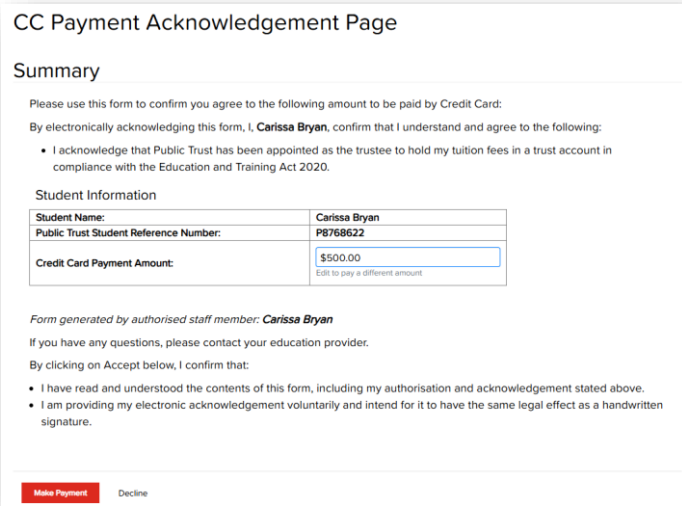 CC Payment Acknowledgement Page
Summary
Please use this form to confirm you agree to the following amount to be paid by Credit Card:
By electronically acknowledging this form, I, Carissa Bryan, confirm that I understand and agree to the following:
• I acknowledge that Public Trust has been appointed as the trustee to hold my tuition fees in a trust account in
compliance with the Education and Training Act 2020.
Student Information
Student Name: Carissa Bryan
Public Trust Student Reference Number: P8768622
Credit Card Payment Amount: $500.00
Edit to pay a different amount
Form generated by authorised staff member: Carissa Bryan
If you have any questions, please contact your education provider.
By clicking on Accept below, I confirm that:
• I have read and understood the contents of this form, including my authorisation and acknowledgement stated above.
• I am providing my electronic acknowledgement voluntarily and intend for it to have the same legal effect as a handwritten
signature.
Make Payment Decline